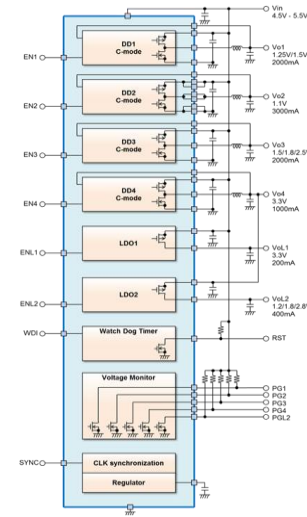 Vin
4.5V - 5.5V
DD1
C-mode
EN1
Vo1
1.25V/1.5V
2000mA
DD2
C-mode
EN2
Vo2
1.1V
3000mA
DD3
C-mode
EN3
Vo3
1.5/1.8/2.5V
2000mA
DD4
C-mode
EN4
Vo4
3.3V
1000mA
LDO1
ENL1
VoL1
3.3V
200mA
LDO2
ENL2
VoL2
1.2/1.8/2.8V
400mA
WDI
Watch Dog Timer
RST
Voltage Monitor
PG1
PG2
PG3
PG4
PGL2
SYNC
CLK synchronization
Regulator